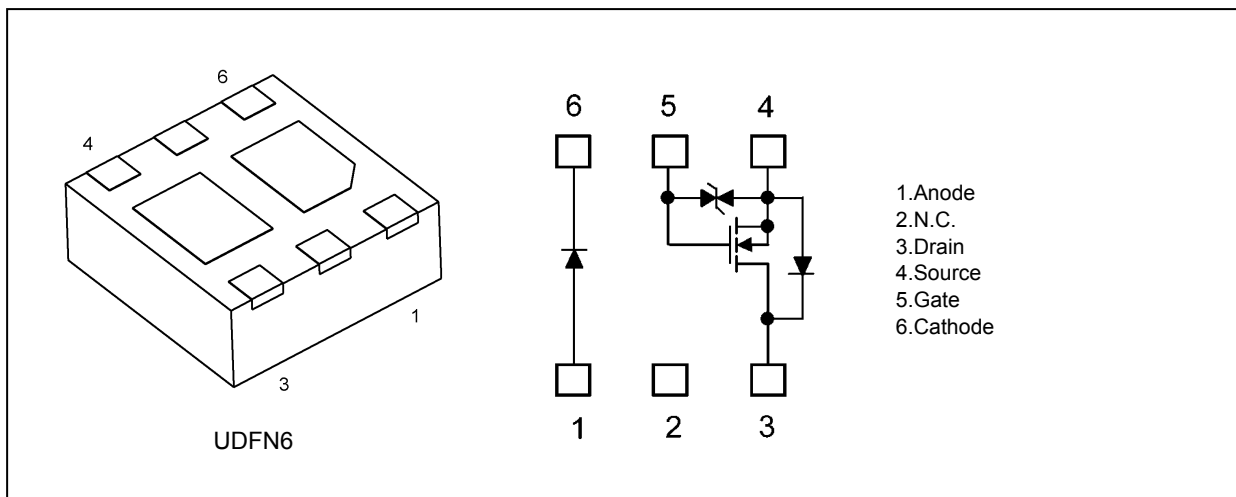 6
4
1
3
UDFN6
6 5 4
1 2 3
1.Anode
2.N.C.
3.Drain
4.Source
5.Gate
6.Cathode